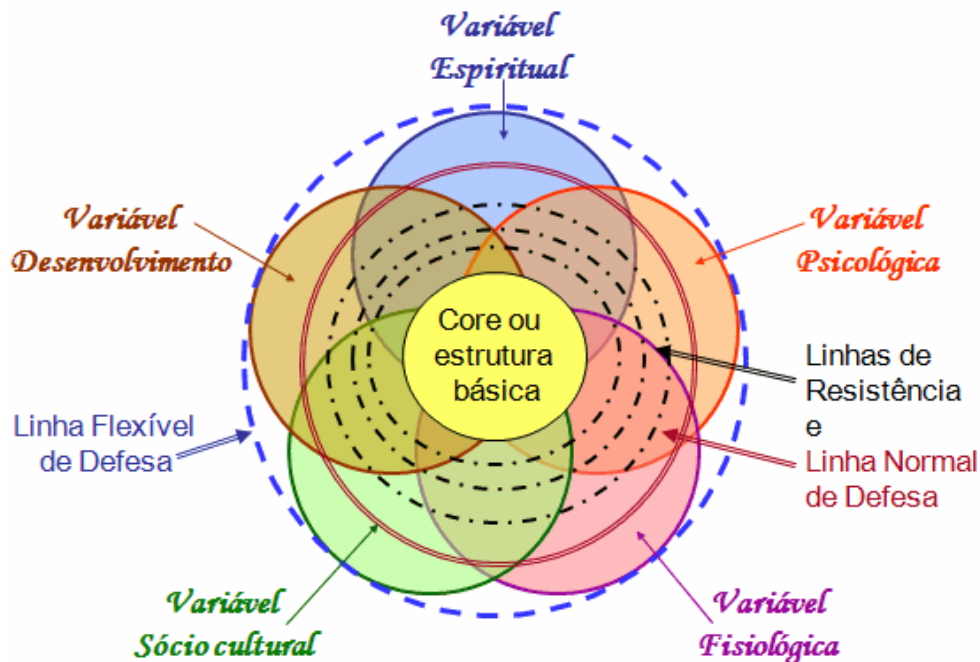 Variável
Espiritual
Variável
Desenvolvimento
Variável
Psicológica
Core ou
estrutura
básica
Linhas de
Resistência
e
Linha Normal
de Defesa
Linha Flexível
de Defesa
Variável
Sócio cultural
Variável
Fisiológica